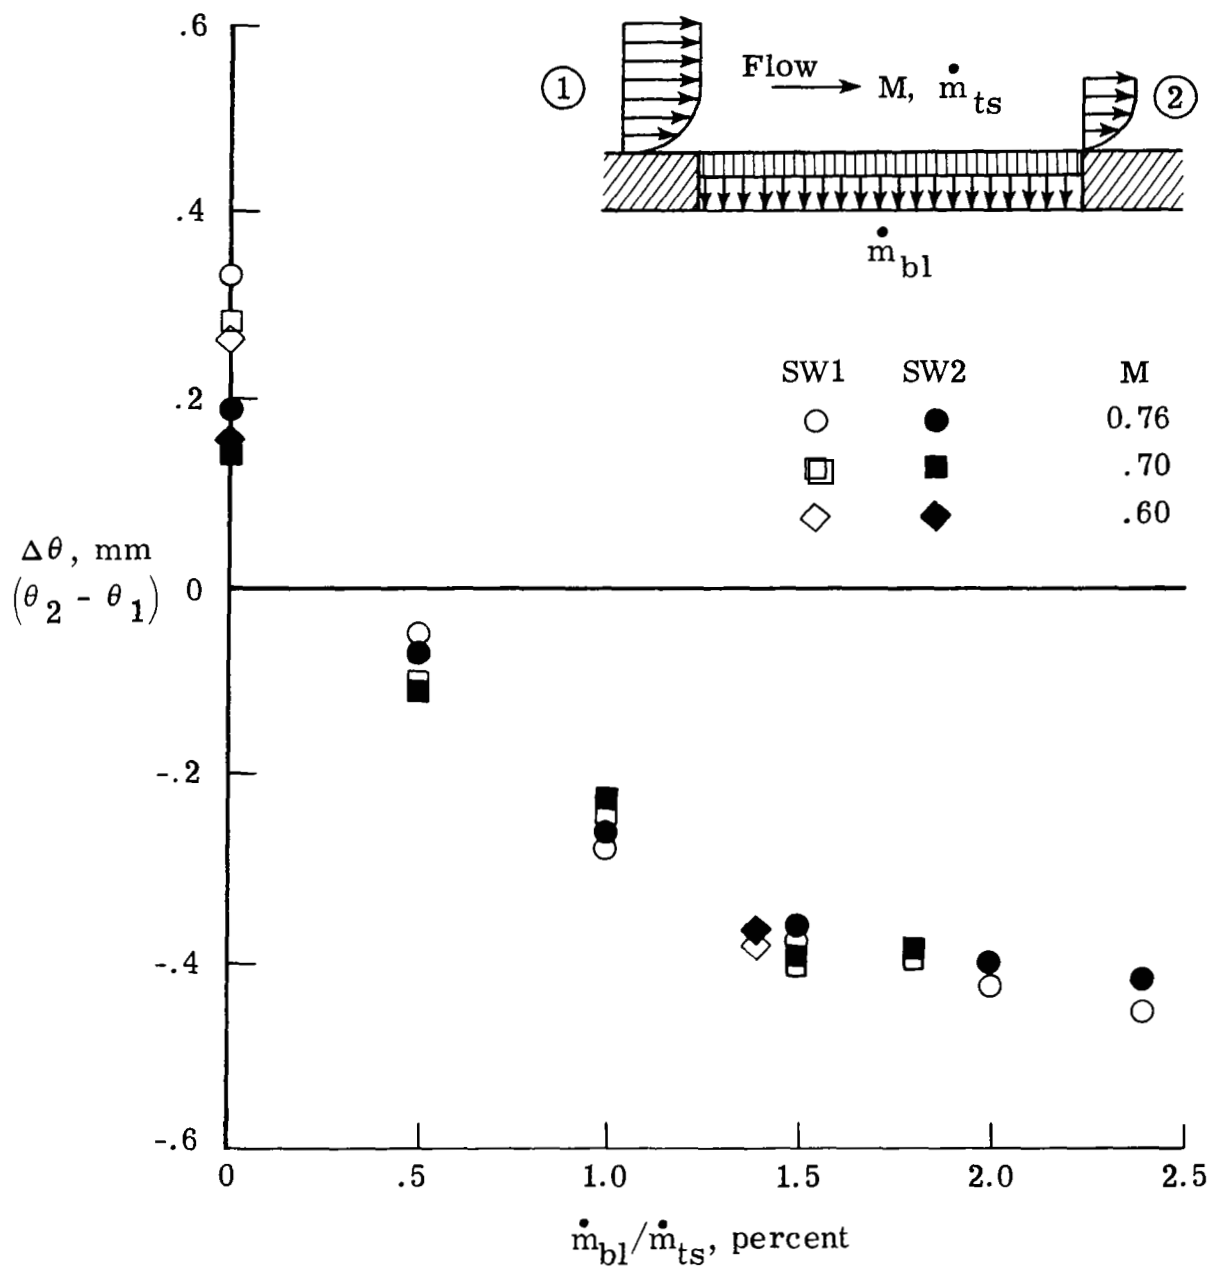 .6
① Flow M, ṁts ②
.4
ṁbl
SW1 SW2 M
.2
0.76
.70
.60
Δθ, mm
(θ2 - θ1)
0
-.2
-.4
-.6
0 .5 1.0 1.5 2.0 2.5
ṁbl/ṁts, percent